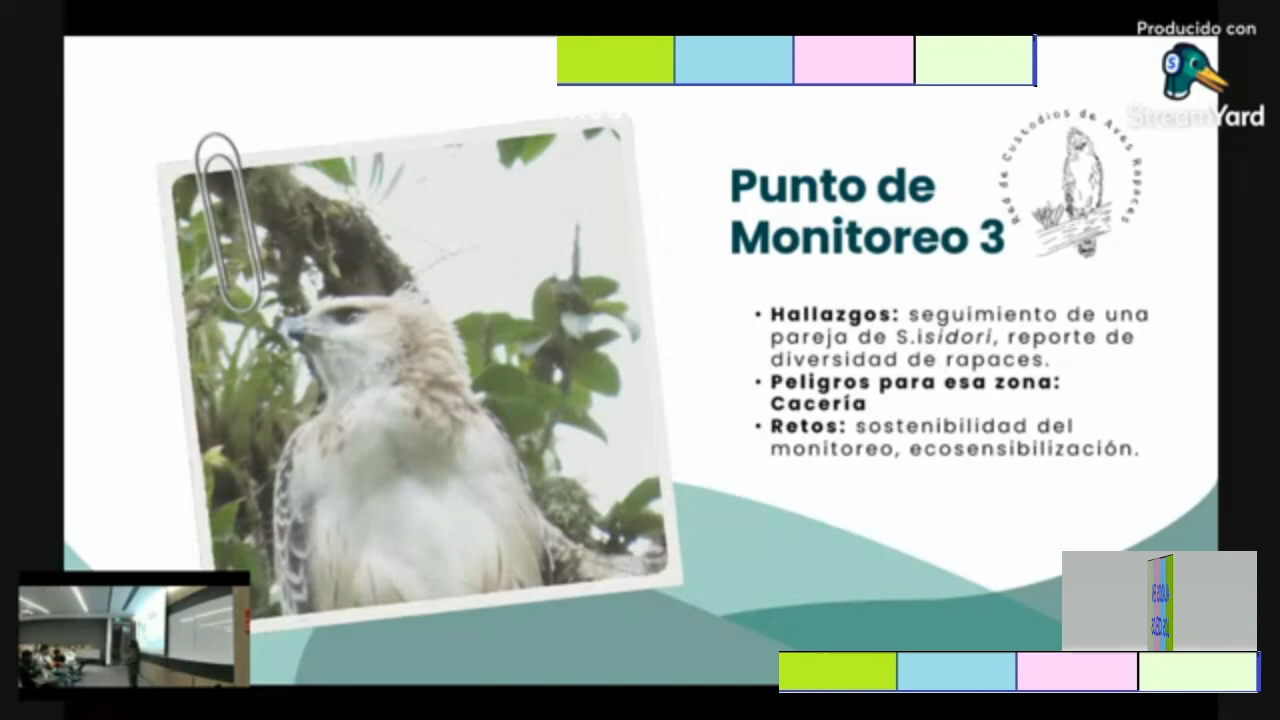 Producido con
StreamYard
Red de Custodios de Aves Rapaces
Punto de
Monitoreo 3
• Hallazgos: seguimiento de una
pareja de S.isidori, reporte de
diversidad de rapaces.
• Peligros para esa zona:
Cacería
• Retos: sostenibilidad del
monitoreo, ecosensibilización.